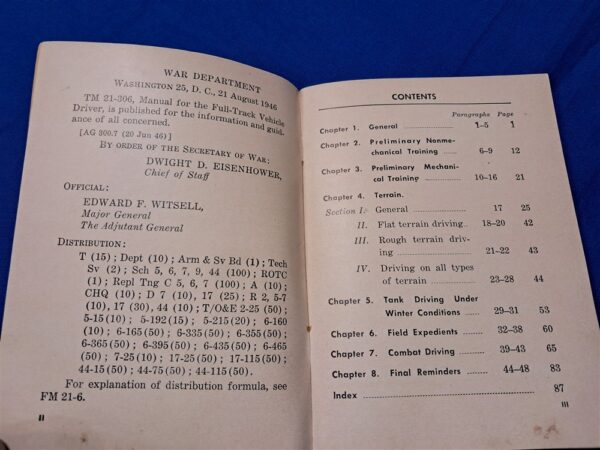 WAR DEPARTMENT
WASHINGTON 25, D. C., 21 August 1946
TM 21-306, Manual for the Full-Track Vehicle
Driver, is published for the information and guid-
ance of all concerned.
[AG 300.7 (20 Jun 46)]
BY ORDER OF THE SECRETARY OF WAR:
DWIGHT D. EISENHOWER,
Chief of Staff
OFFICIAL:
EDWARD F. WITSELL,
Major General
The Adjutant General
DISTRIBUTION:
T (15); Dept (10); Arm & Sv Bd (1); Tech
Sv (2); Sch 5, 6, 7, 9, 44 (100); ROTC
(1); Repl Tng C 5, 6, 7 (100); A (10);
CHQ (10); D 7 (10), 17 (25); R 2, 5-7
(10), 17 (30), 44 (10); T/O&E 2-25 (50);
5-15 (10); 5-192 (15); 5-215 (20); 6-160
(10); 6-165 (50); 6-335 (50); 6-355 (50);
6-365 (50); 6-395 (50); 6-435 (50); 6-465
(50); 7-25 (10); 17-25 (50); 17-115 (50);
44-15 (50); 44-75 (50); 44-115 (50).
For explanation of distribution formula, see
FM 21-6.
II
CONTENTS
Paragraphs Page
Chapter 1. General 1-5 1
Chapter 2. Preliminary Nonme-
chanical Training 6-9 12
Chapter 3. Preliminary Mechani-
cal Training 10-16 21
Chapter 4. Terrain.
Section I. General 17 25
II. Flat terrain driving 18-20 42
III. Rough terrain driv-
ing 21-22 43
IV. Driving on all types
of terrain 23-28 44
Chapter 5. Tank Driving Under
Winter Conditions 29-31 53
Chapter 6. Field Expedients 32-38 60
Chapter 7. Combat Driving 39-43 65
Chapter 8. Final Reminders 44-48 83
Index 87
III